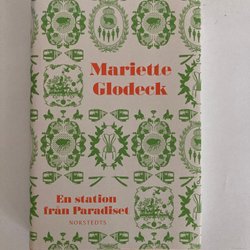 Mariette
Glodeck
En station
från Paradiset
NORSTEDTS